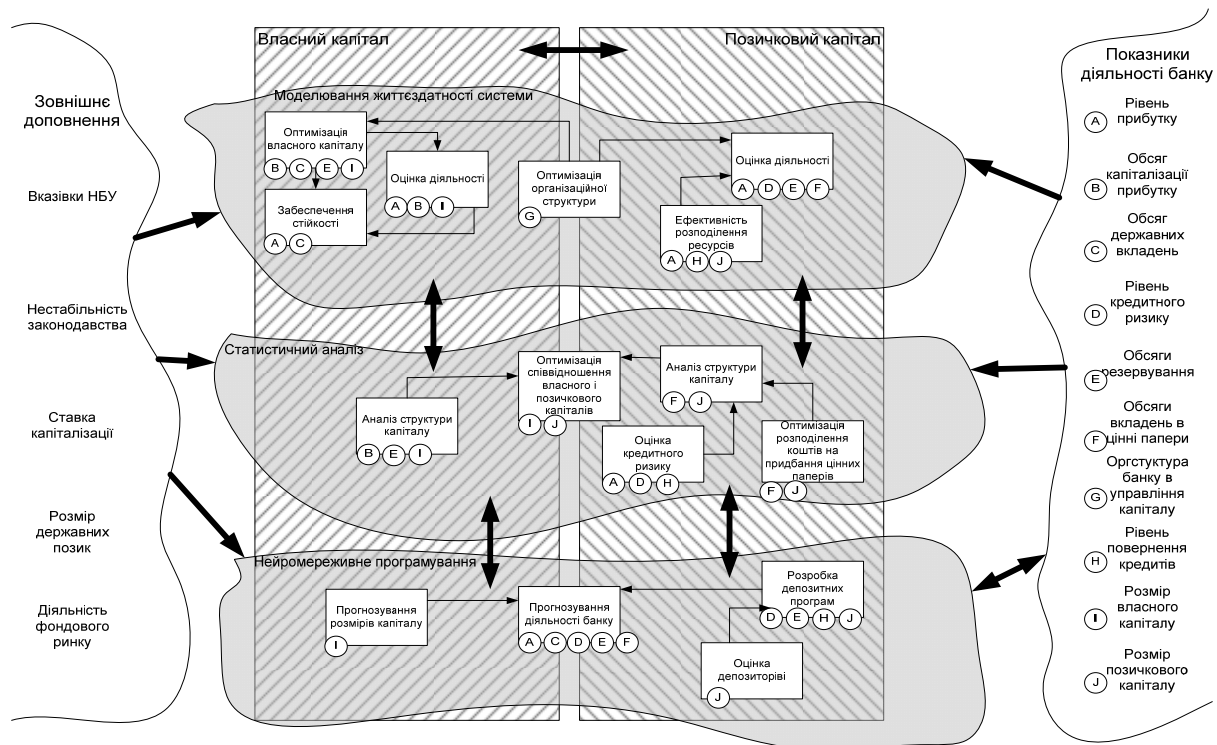 Власний капітал
Позичковий капітал
Зовнішнє
доповнення
Вказівки НБУ
Нестабільність
законодавства
Ставка
капіталізації
Розмір
державних
позик
Діяльність
фондового
ринку
Моделювання життєздатності системи
Оптимізація
власного капіталу
B C E I
Оцінка діяльності
A B I
Забеспечення
стійкості
A C
Оптимізація
організаційної
структури
G
Оцінка діяльності
A D E F
Ефективність
розподілення
ресурсів
A H J
Статистичний аналіз
Аналіз структури
капіталу
B E I
Оптимізація
співвідношення
власного і
позичкового
капіталів
I J
Аналіз структури
капіталу
F J
Оцінка
кредитного
ризику
A D H
Оптимізація
розподілення
коштів на
придбання цінних
паперів
F J
Нейромереживне програмування
Прогнозування
розмірів капіталу
I
Прогнозування
діяльності банку
A C D E F
Розробка
депозитних
програм
D E H J
Оцінка
депозиторіві
J
Показники
діяльності банку
A
Рівень
прибутку
B
Обсяг
капіталізації
прибутку
C
Обсяг
державних
вкладень
D
Рівень
кредитного
ризику
E
Обсяги
резервування
F
Обсяги
вкладень в
цінні папери
G
Оргстуктура
банку в
управління
капіталу
H
Рівень
повернення
кредитів
I
Розмір
власного
капіталу
J
Розмір
позичкового
капіталу